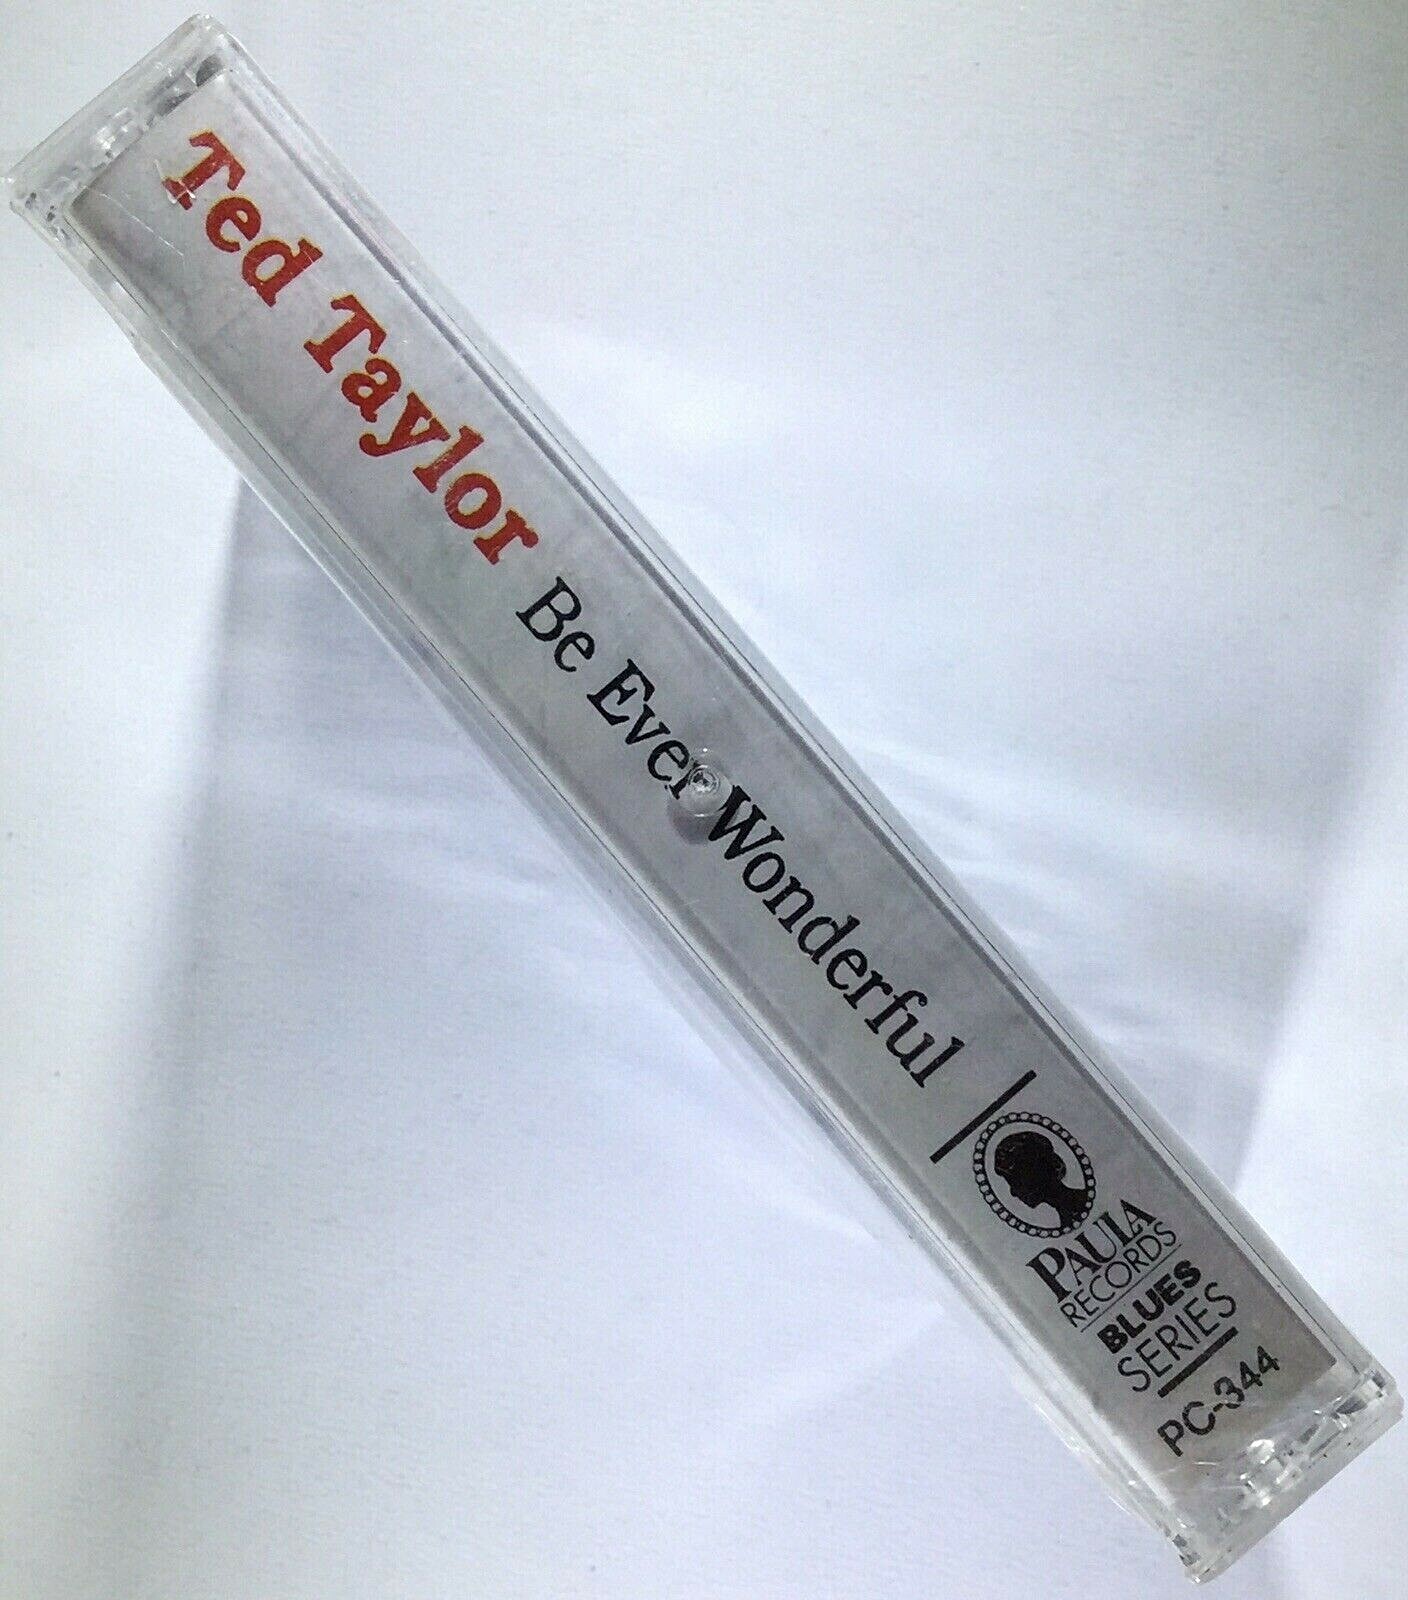 Ted Taylor Be Ever Wonderful
PAULA
RECORDS
BLUES
SERIES
PC-344